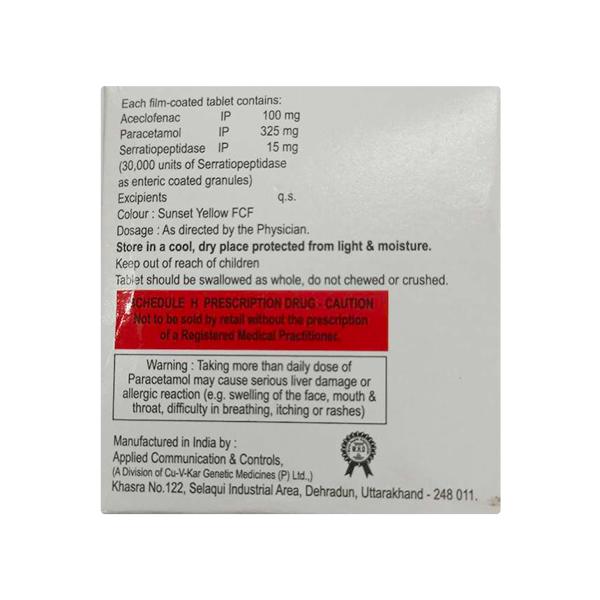 Each film-coated tablet contains:
Aceclofenac IP 100 mg
Paracetamol IP 325 mg
Serratiopeptidase IP 15 mg
(30,000 units of Serratiopeptidase
as enteric coated granules)
Excipients q.s.
Colour : Sunset Yellow FCF
Dosage : As directed by the Physician.
Store in a cool, dry place protected from light & moisture.
Keep out of reach of children
Tablet should be swallowed as whole, do not chewed or crushed.
SCHEDULE H PRESCRIPTION DRUG - CAUTION
Not to be sold by retail without the prescription
of a Registered Medical Practitioner.
Warning : Taking more than daily dose of
Paracetamol may cause serious liver damage or
allergic reaction (e.g. swelling of the face, mouth &
throat, difficulty in breathing, itching or rashes)
Manufactured in India by :
Applied Communication & Controls,
(A Division of Cu-V-Kar Genetic Medicines (P) Ltd.,)
Khasra No.122, Selaqui Industrial Area, Dehradun, Uttarakhand - 248 011.